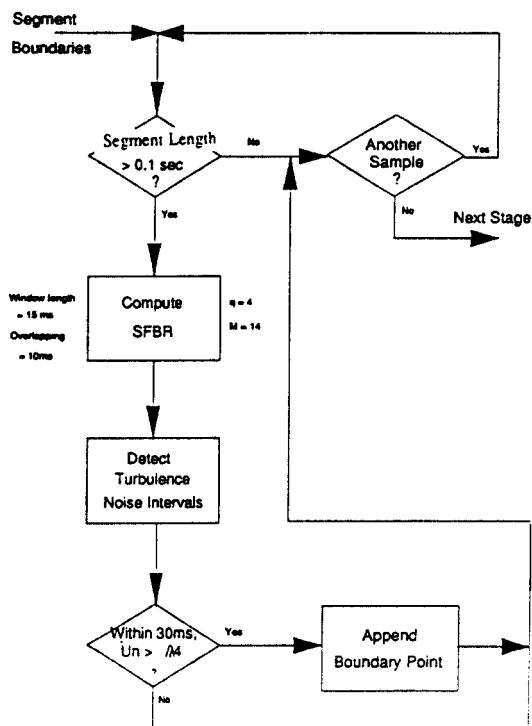 Segment
Boundaries
Segment Length
> 0.1 sec
?
No
Another
Sample
?
Yes
No
Next Stage
Yes
Window length
= 15 ms
Overlapping
= 10ms
Compute
SFBR
q = 4
M = 14
Detect
Turbulence
Noise Intervals
Within 30ms,
Un >
?
Yes
No
Append
Boundary Point